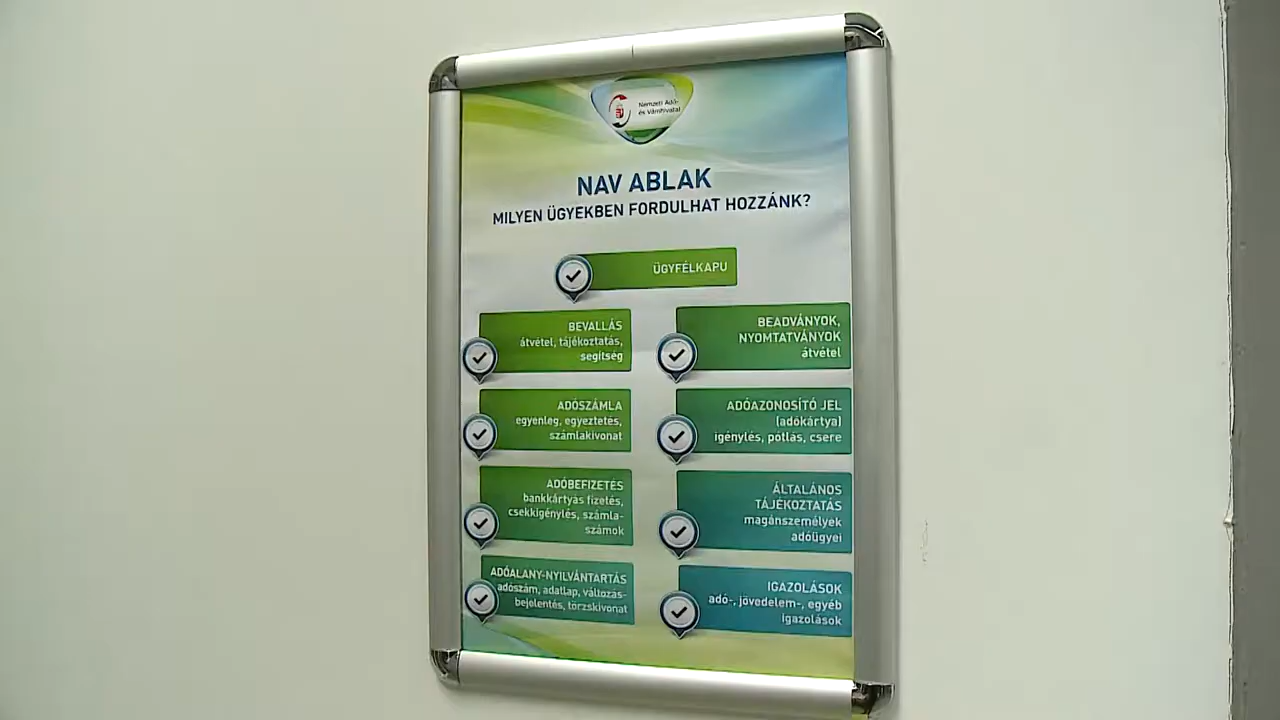 Nemzeti Adó-
és Vámhivatal
NAV ABLAK
MILYEN ÜGYEKBEN FORDULHAT HOZZÁNK?
ÜGYFÉLKAPU
BEVALLÁS
átvétel, tájékoztatás,
segítség
ADÓSZÁMLA
egyenleg, egyeztetés,
számlakivonat
ADÓBEFIZETÉS
bankkártyás fizetés,
csekkigénylés, számla-
számok
ADÓALANY-NYILVÁNTARTÁS
adószám, adatlap, változás-
bejelentés, törzskivonat
BEADVÁNYOK,
NYOMTATVÁNYOK
átvétel
ADÓAZONOSÍTÓ JEL
(adókártya)
igénylés, pótlás, csere
ÁLTALÁNOS
TÁJÉKOZTATÁS
magánszemélyek
adóügyei
IGAZOLÁSOK
adó-, jövedelem-, egyéb
igazolások